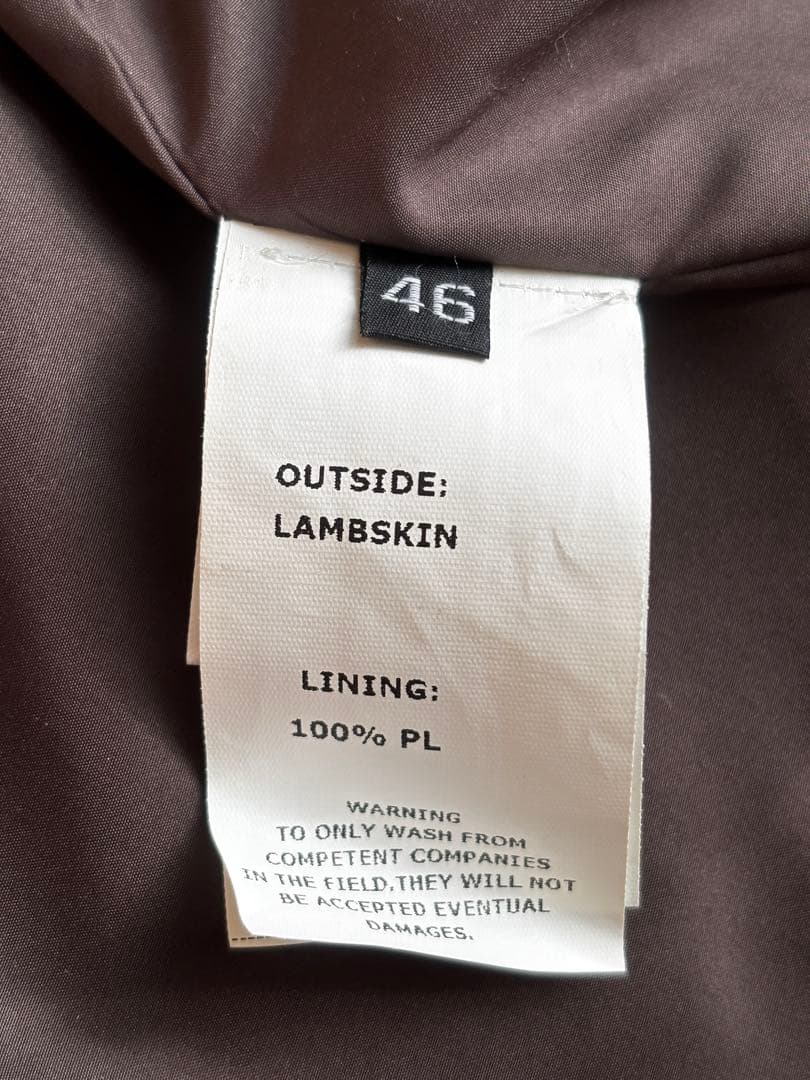 46
OUTSIDE:
LAMBSKIN
LINING:
100% PL
WARNING
TO ONLY WASH FROM
COMPETENT COMPANIES
IN THE FIELD.THEY WILL NOT
BE ACCEPTED EVENTUAL
DAMAGES.